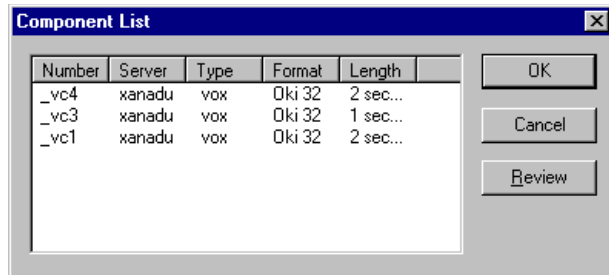 Component List
Number Server Type Format Length
_vc4 xanadu vox Oki 32 2 sec...
_vc3 xanadu vox Oki 32 1 sec...
_vc1 xanadu vox Oki 32 2 sec...
OK
Cancel
Review